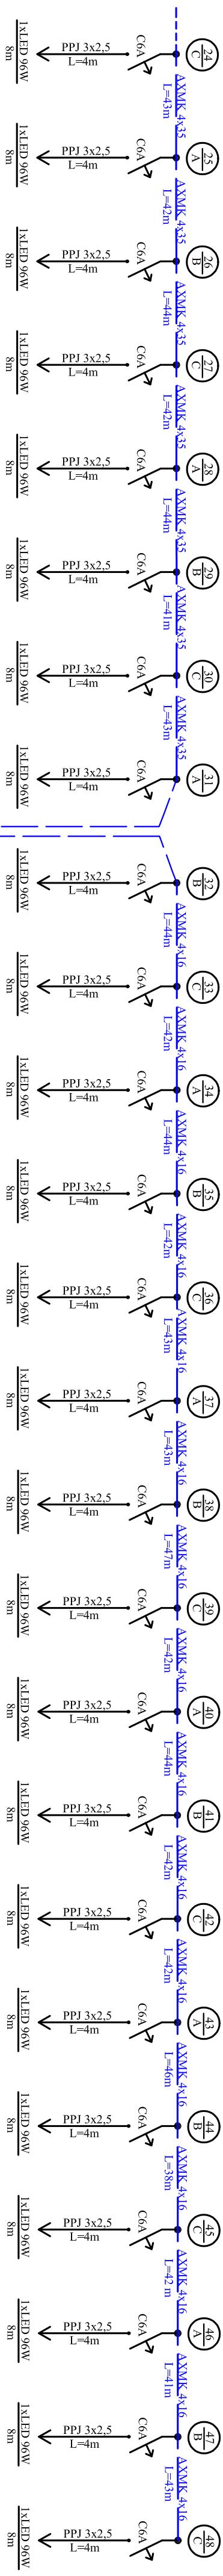 24
C
C6A
PPJ 3x2,5
L=4m
1xLED 96W
8m
AXMK 4x35
L=43m
25
A
C6A
PPJ 3x2,5
L=4m
1xLED 96W
8m
AXMK 4x35
L=42m
26
B
C6A
PPJ 3x2,5
L=4m
1xLED 96W
8m
AXMK 4x35
L=44m
27
C
C6A
PPJ 3x2,5
L=4m
1xLED 96W
8m
AXMK 4x35
L=42m
28
A
C6A
PPJ 3x2,5
L=4m
1xLED 96W
8m
AXMK 4x35
L=44m
29
B
C6A
PPJ 3x2,5
L=4m
1xLED 96W
8m
AXMK 4x35
L=41m
30
C
C6A
PPJ 3x2,5
L=4m
1xLED 96W
8m
AXMK 4x35
L=43m
31
A
C6A
PPJ 3x2,5
L=4m
1xLED 96W
8m
32
B
C6A
PPJ 3x2,5
L=4m
1xLED 96W
8m
AXMK 4x16
L=44m
33
C
C6A
PPJ 3x2,5
L=4m
1xLED 96W
8m
AXMK 4x16
L=42m
34
A
C6A
PPJ 3x2,5
L=4m
1xLED 96W
8m
AXMK 4x16
L=44m
35
B
C6A
PPJ 3x2,5
L=4m
1xLED 96W
8m
AXMK 4x16
L=42m
36
C
C6A
PPJ 3x2,5
L=4m
1xLED 96W
8m
AXMK 4x16
L=43m
37
A
C6A
PPJ 3x2,5
L=4m
1xLED 96W
8m
AXMK 4x16
L=43m
38
B
C6A
PPJ 3x2,5
L=4m
1xLED 96W
8m
AXMK 4x16
L=47m
39
C
C6A
PPJ 3x2,5
L=4m
1xLED 96W
8m
AXMK 4x16
L=42m
40
A
C6A
PPJ 3x2,5
L=4m
1xLED 96W
8m
AXMK 4x16
L=44m
41
B
C6A
PPJ 3x2,5
L=4m
1xLED 96W
8m
AXMK 4x16
L=42m
42
C
C6A
PPJ 3x2,5
L=4m
1xLED 96W
8m
AXMK 4x16
L=42m
43
A
C6A
PPJ 3x2,5
L=4m
1xLED 96W
8m
AXMK 4x16
L=46m
44
B
C6A
PPJ 3x2,5
L=4m
1xLED 96W
8m
AXMK 4x16
L=38m
45
C
C6A
PPJ 3x2,5
L=4m
1xLED 96W
8m
AXMK 4x16
L=42 m
46
A
C6A
PPJ 3x2,5
L=4m
1xLED 96W
8m
AXMK 4x16
L=41m
47
B
C6A
PPJ 3x2,5
L=4m
1xLED 96W
8m
AXMK 4x16
L=43m
48
C
C6A
PPJ 3x2,5
L=4m
1xLED 96W
8m